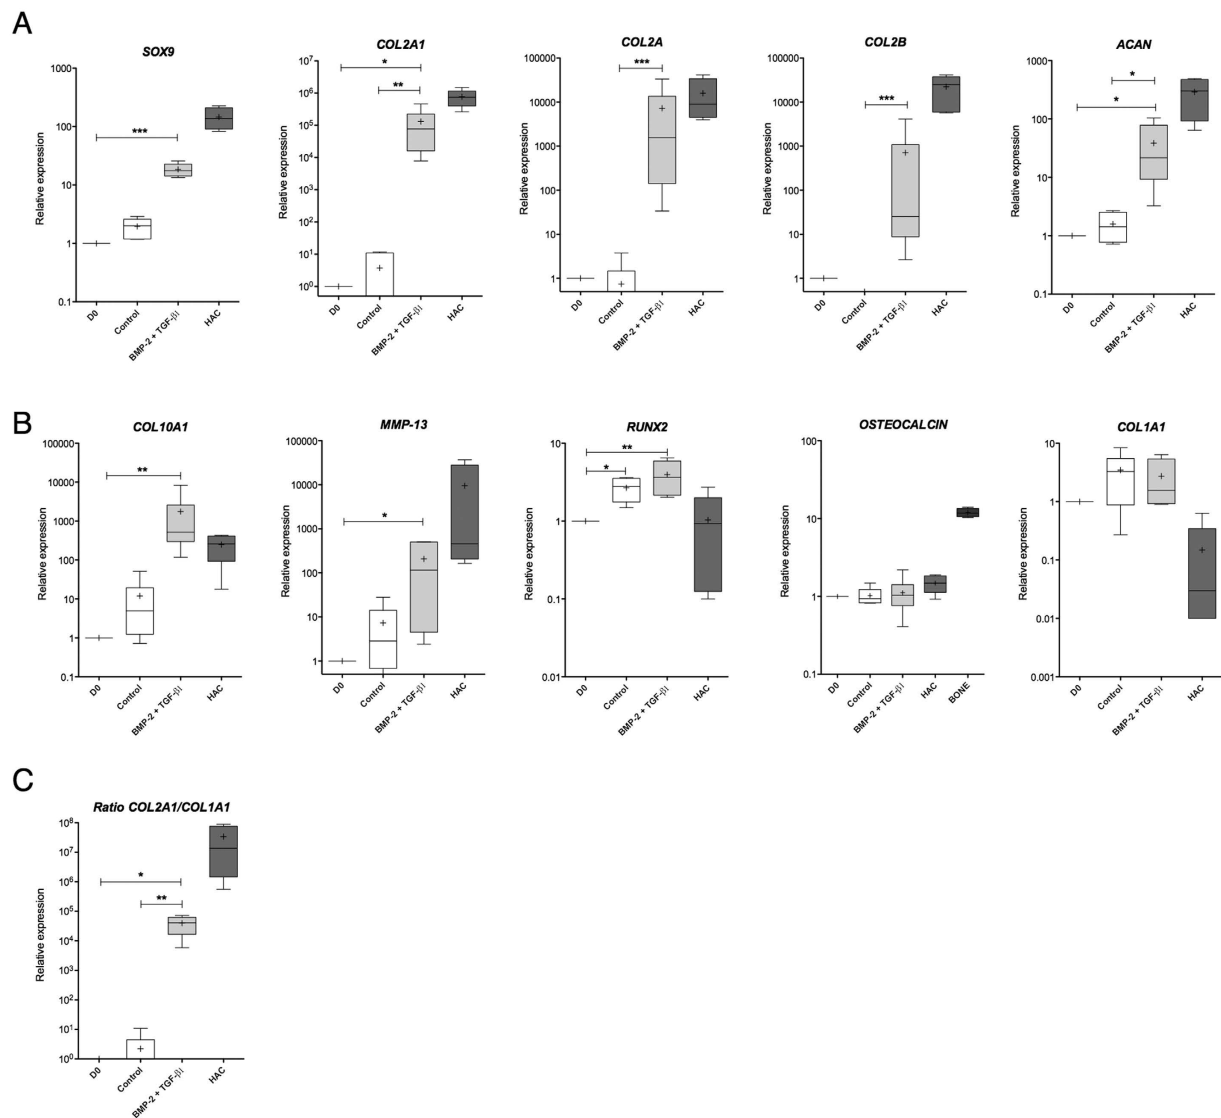 A
SOX9
Relative expression
1000
100
10
1
0.1
***
D0
Control
BMP-2 + TGF-β1
HAC
COL2A1
Relative expression
10⁷
10⁶
10⁵
10⁴
10³
10²
10¹
10⁰
*
**
D0
Control
BMP-2 + TGF-β1
HAC
COL2A
Relative expression
100000
10000
1000
100
10
1
***
D0
Control
BMP-2 + TGF-β1
HAC
COL2B
Relative expression
100000
10000
1000
100
10
1
***
D0
Control
BMP-2 + TGF-β1
HAC
ACAN
Relative expression
1000
100
10
1
0.1
*
*
D0
Control
BMP-2 + TGF-β1
HAC
B
COL10A1
Relative expression
100000
10000
1000
100
10
1
0.1
**
D0
Control
BMP-2 + TGF-β1
HAC
MMP-13
Relative expression
100000
10000
1000
100
10
1
*
D0
Control
BMP-2 + TGF-β1
HAC
RUNX2
Relative expression
10
1
0.1
0.01
**
*
D0
Control
BMP-2 + TGF-β1
HAC
OSTEOCALCIN
Relative expression
100
10
1
0.1
D0
Control
BMP-2 + TGF-β1
HAC
BONE
COL1A1
Relative expression
10
1
0.1
0.01
0.001
D0
Control
BMP-2 + TGF-β1
HAC
C
Ratio COL2A1/COL1A1
Relative expression
10⁸
10⁷
10⁶
10⁵
10⁴
10³
10²
10¹
10⁰
*
**
D0
Control
BMP-2 + TGF-β1
HAC